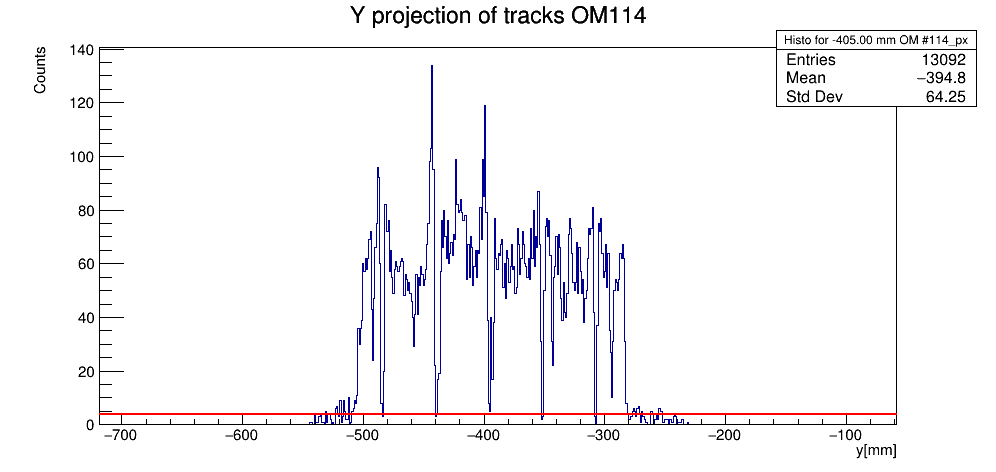 Y projection of tracks OM114
Histo for -405.00 mm OM #114_px
Entries 13092
Mean −394.8
Std Dev 64.25
Counts
140
120
100
80
60
40
20
0
−700 −600 −500 −400 −300 −200 −100
y[mm]